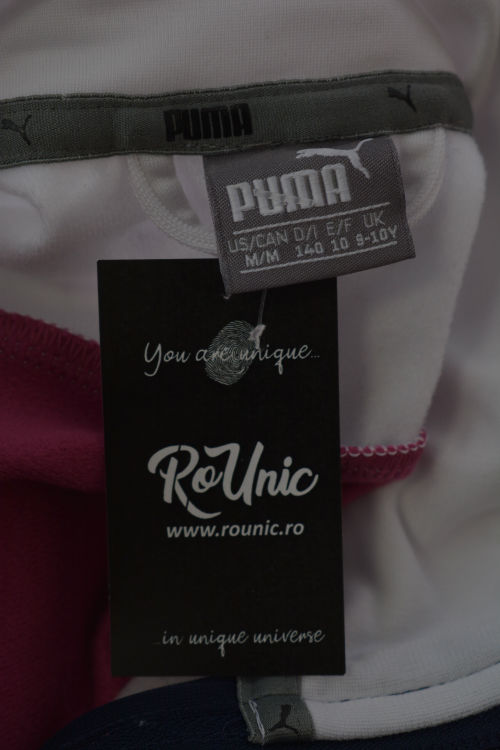 PUMA
PUMA
US/CAN D/I E/F UK
M/M 140 10 9-10Y
You are unique...
RoUnic
www.rounic.ro
...in unique universe